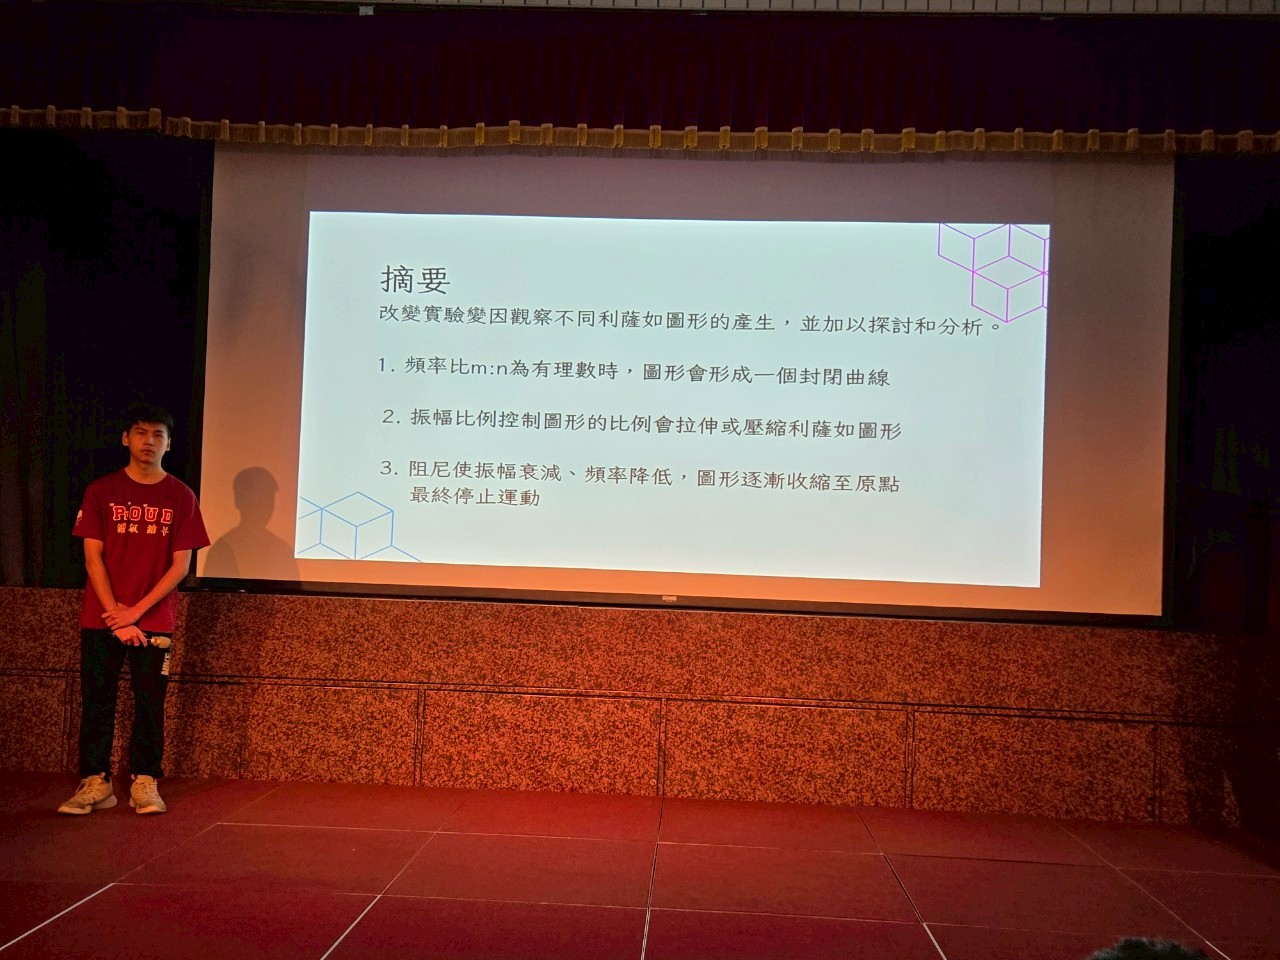 摘要
改變實驗變因觀察不同利薩如圖形的產生，並加以探討和分析。
1. 頻率比m:n為有理數時，圖形會形成一個封閉曲線
2. 振幅比例控制圖形的比例會拉伸或壓縮利薩如圖形
3. 阻尼使振幅衰減、頻率降低，圖形逐漸收縮至原點
最終停止運動
PROUD